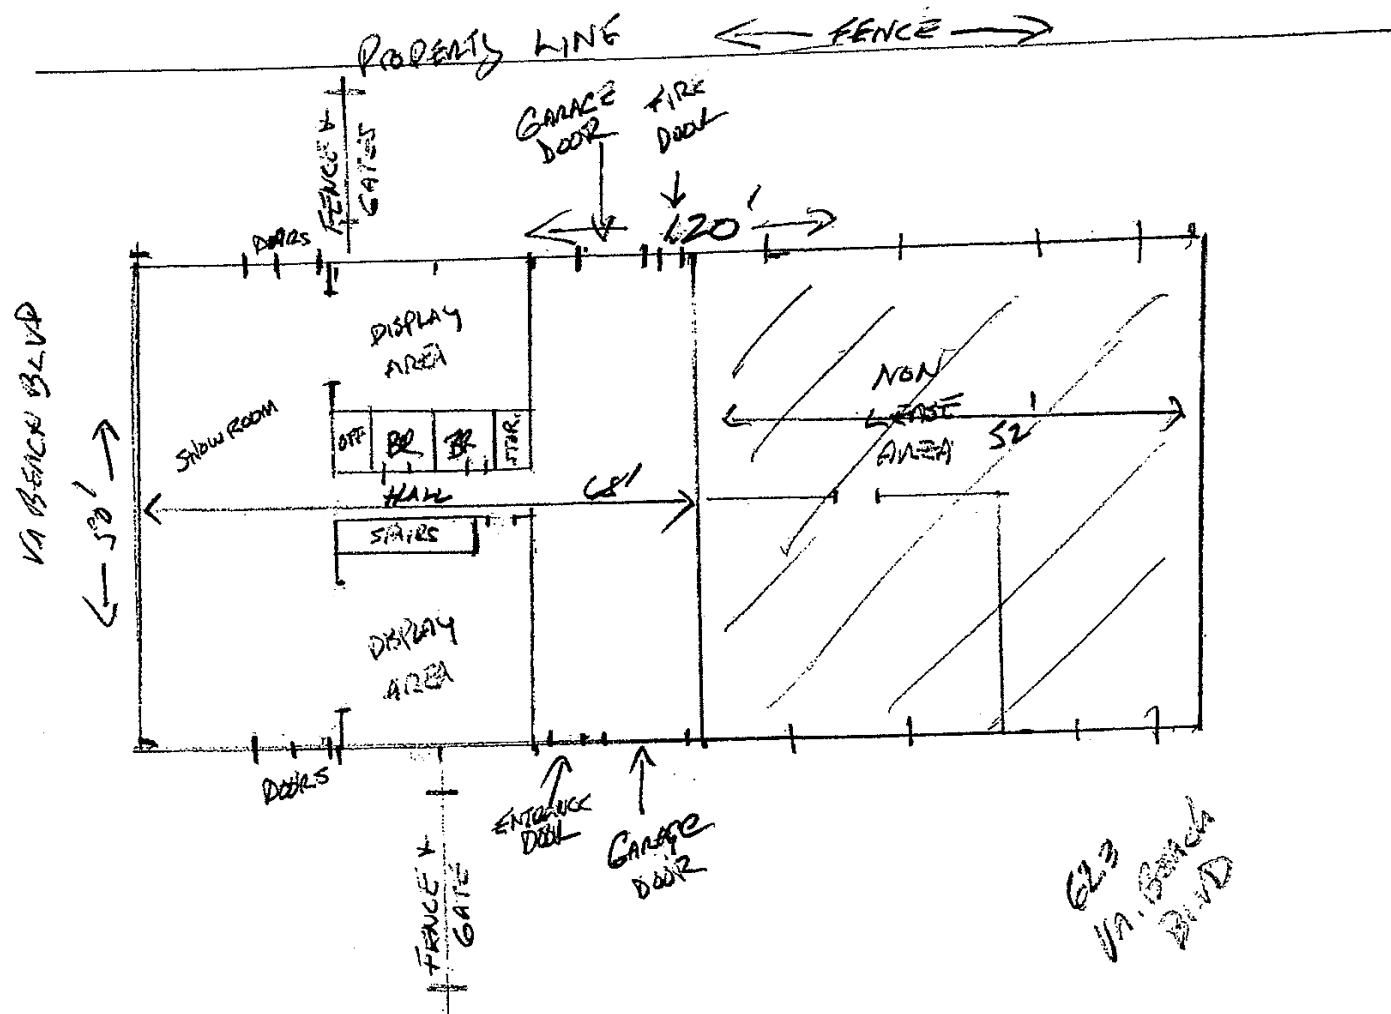 PROPERTY LINE
FENCE
GARAGE
DOOR
FIRE
DOOR
FENCE &
GATES
DOORS
120'
VA BEACH BLVD
50'
DISPLAY
AREA
SHOWROOM
OFF
BR
BR
STOR.
HALL
68'
STAIRS
DISPLAY
AREA
NON
LEASE
AREA
52'
DOORS
ENTRANCE
DOOR
GARAGE
DOOR
FENCE &
GATE
623
VA. Beach
BLVD